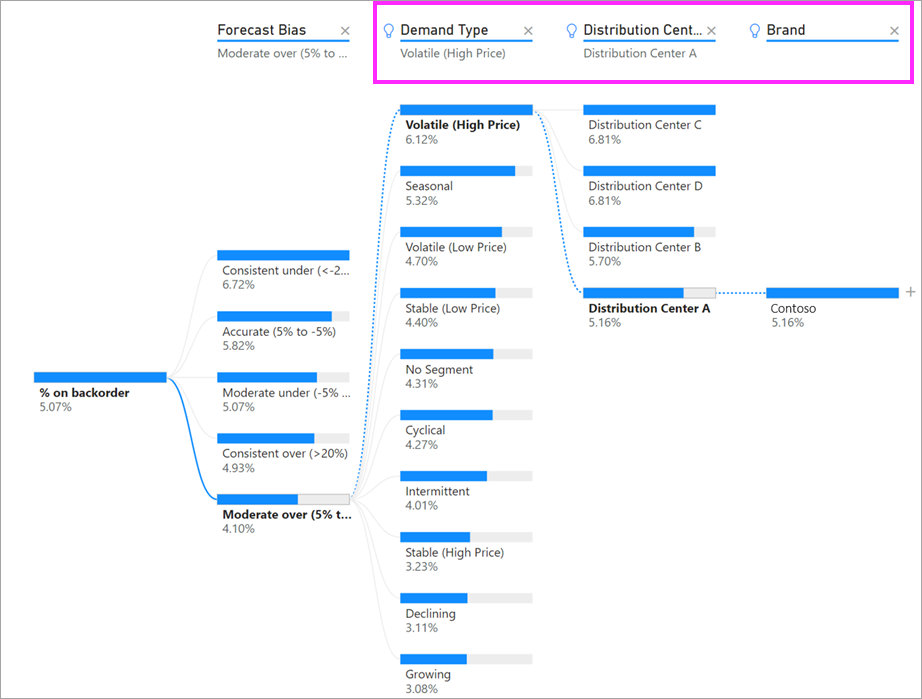 Forecast Bias ×
Moderate over (5% to ...
Demand Type ×
Volatile (High Price)
Distribution Cent... ×
Distribution Center A
Brand ×
% on backorder
5.07%
Consistent under (<-2...
6.72%
Accurate (5% to -5%)
5.82%
Moderate under (-5% ...
5.07%
Consistent over (>20%)
4.93%
Moderate over (5% t...
4.10%
Volatile (High Price)
6.12%
Seasonal
5.32%
Volatile (Low Price)
4.70%
Stable (Low Price)
4.40%
No Segment
4.31%
Cyclical
4.27%
Intermittent
4.01%
Stable (High Price)
3.23%
Declining
3.11%
Growing
3.08%
Distribution Center C
6.81%
Distribution Center D
6.81%
Distribution Center B
5.70%
Distribution Center A
5.16%
Contoso
5.16%
+